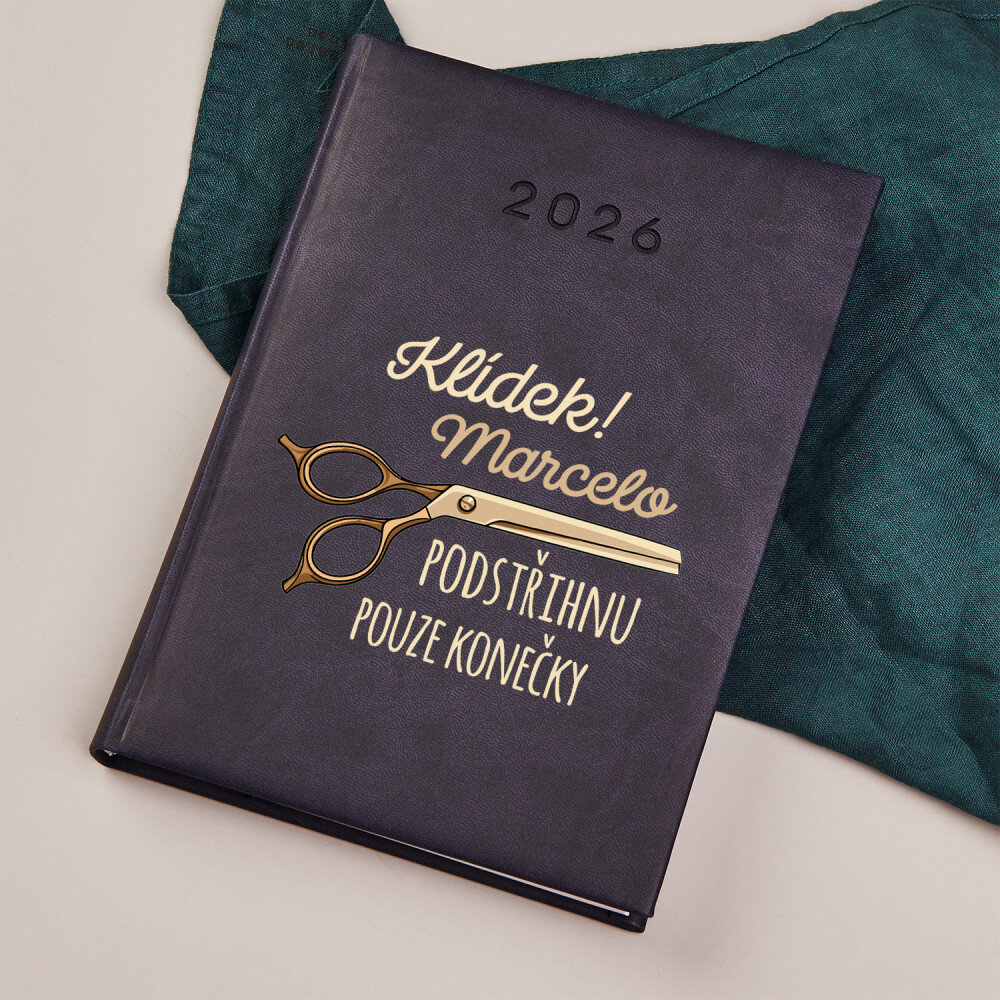 2026
Klídek!
Marcelo
PODSTŘIHNU
POUZE KONEČKY